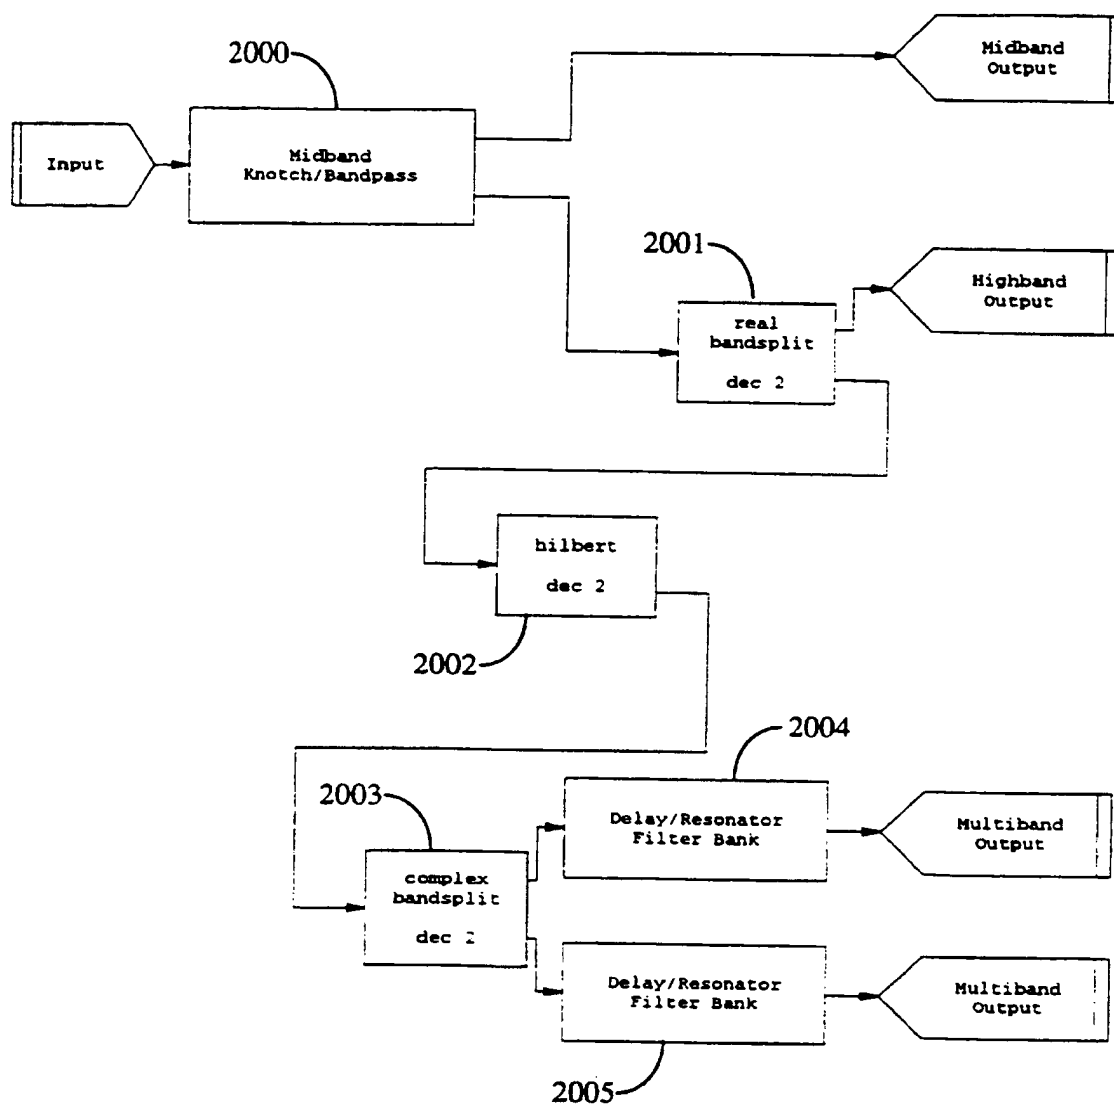 2000
Midband
Output
Input
Midband
Knotch/Bandpass
2001
Highband
Output
real
bandsplit
dec 2
hilbert
dec 2
2002
2004
2003
Delay/Resonator
Filter Bank
Multiband
Output
complex
bandsplit
dec 2
Delay/Resonator
Filter Bank
Multiband
Output
2005